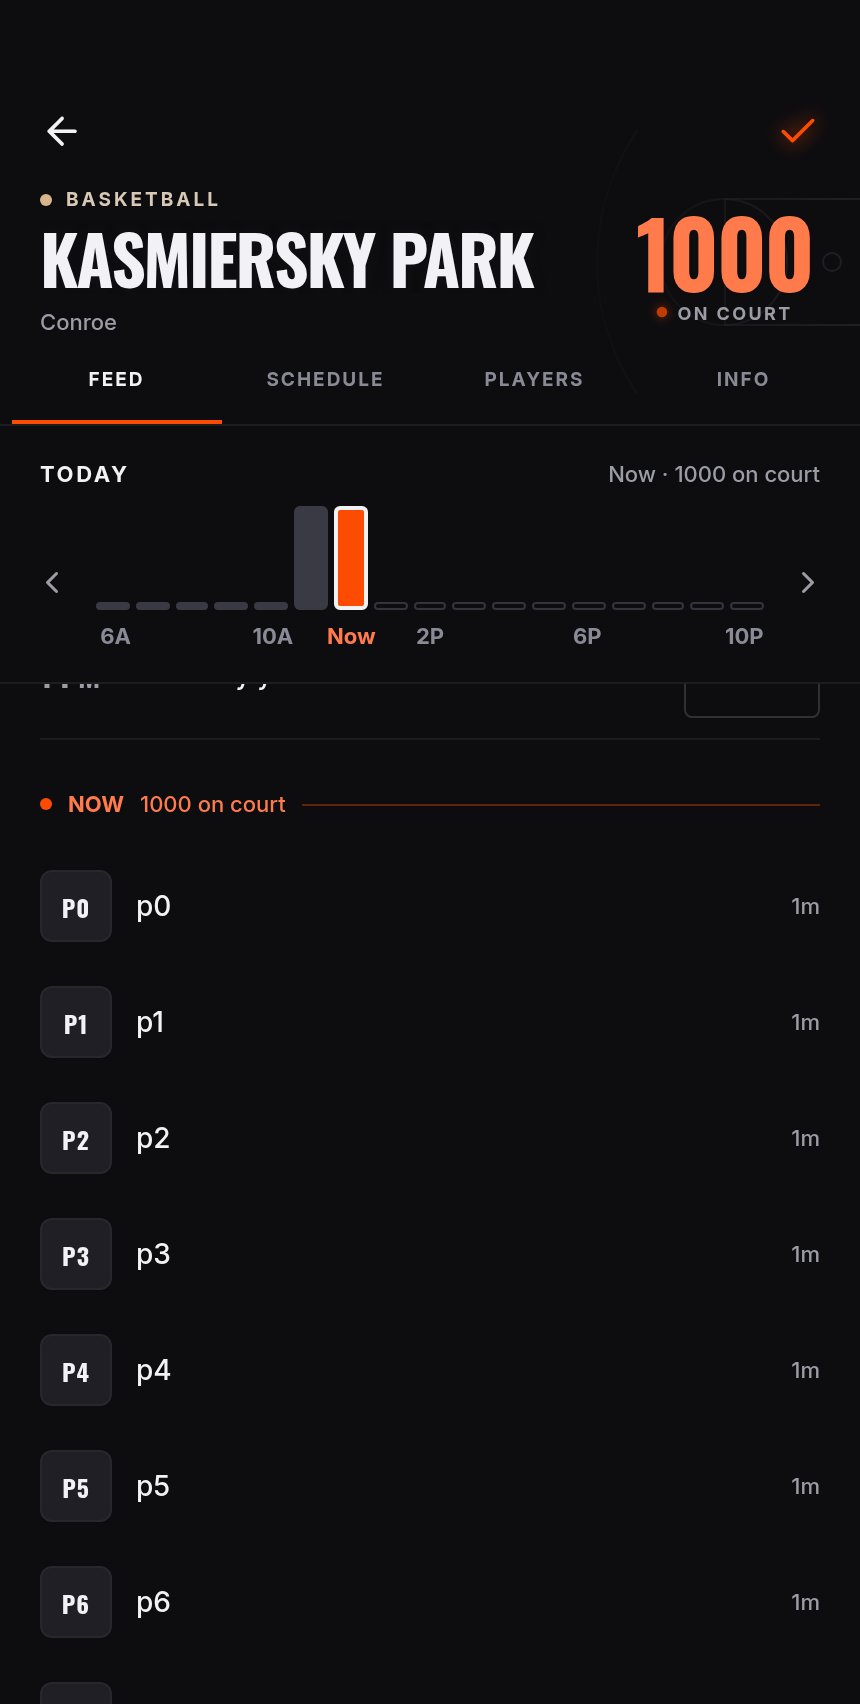 BASKETBALL
KASMIERSKY PARK
1000
ON COURT
Conroe
FEED SCHEDULE PLAYERS INFO
TODAY Now · 1000 on court
6A 10A Now 2P 6P 10P
NOW 1000 on court
P0 p0 1m
P1 p1 1m
P2 p2 1m
P3 p3 1m
P4 p4 1m
P5 p5 1m
P6 p6 1m